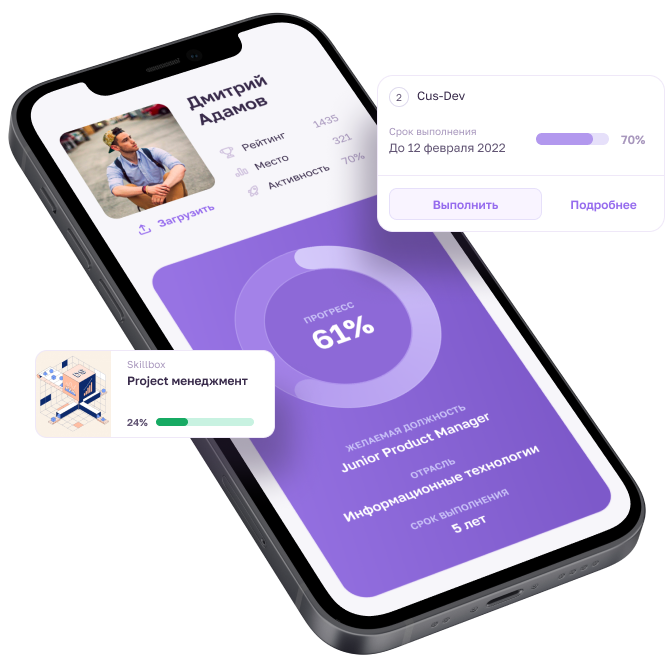 Дмитрий
Адамов
Рейтинг 1435
Место 321
Активность 70%
Загрузить
2 Cus-Dev
Срок выполнения
До 12 февраля 2022
70%
Выполнить Подробнее
ПРОГРЕСС
61%
Skillbox
Project менеджмент
24%
ЖЕЛАЕМАЯ ДОЛЖНОСТЬ
Junior Product Manager
ОТРАСЛЬ
Информационные технологии
СРОК ВЫПОЛНЕНИЯ
5 лет